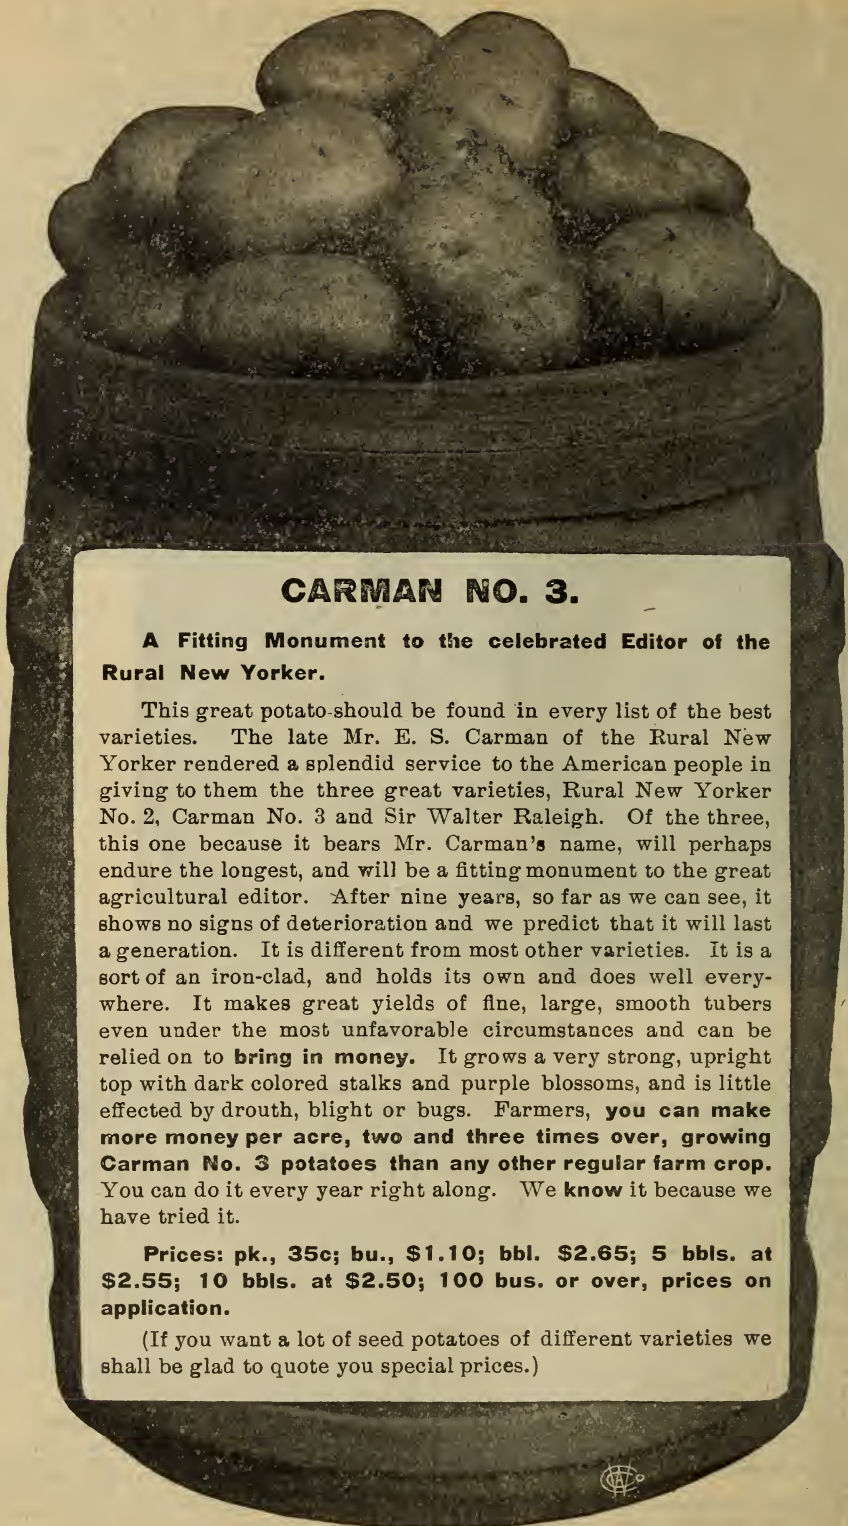 CARMAN NO. 3.
A Fitting Monument to the celebrated Editor of the
Rural New Yorker.
This great potato should be found in every list of the best
varieties. The late Mr. E. S. Carman of the Rural New
Yorker rendered a splendid service to the American people in
giving to them the three great varieties, Rural New Yorker
No. 2, Carman No. 3 and Sir Walter Raleigh. Of the three,
this one because it bears Mr. Carman's name, will perhaps
endure the longest, and will be a fitting monument to the great
agricultural editor. After nine years, so far as we can see, it
shows no signs of deterioration and we predict that it will last
a generation. It is different from most other varieties. It is a
sort of an iron-clad, and holds its own and does well every-
where. It makes great yields of fine, large, smooth tubers
even under the most unfavorable circumstances and can be
relied on to bring in money. It grows a very strong, upright
top with dark colored stalks and purple blossoms, and is little
effected by drouth, blight or bugs. Farmers, you can make
more money per acre, two and three times over, growing
Carman No. 3 potatoes than any other regular farm crop.
You can do it every year right along. We know it because we
have tried it.
Prices: pk., 35c; bu., $1.10; bbl. $2.65; 5 bbls. at
$2.55; 10 bbls. at $2.50; 100 bus. or over, prices on
application.
(If you want a lot of seed potatoes of different varieties we
shall be glad to quote you special prices.)